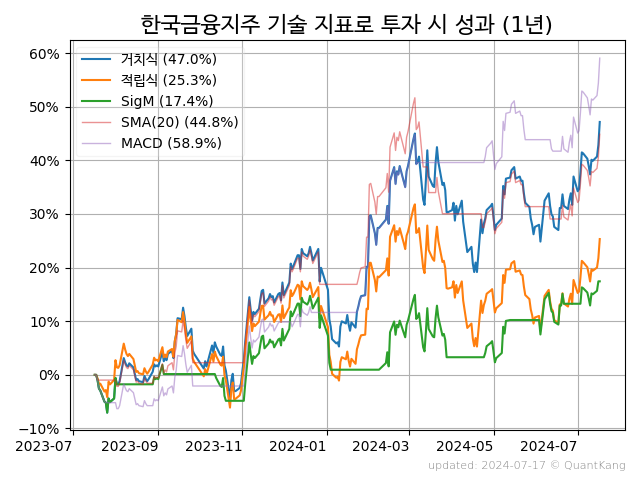 한국금융지주 기술 지표로 투자 시 성과 (1년)
60%
50%
40%
30%
20%
10%
0%
−10%
거치식 (47.0%)
적립식 (25.3%)
SigM (17.4%)
SMA(20) (44.8%)
MACD (58.9%)
2023-07 2023-09 2023-11 2024-01 2024-03 2024-05 2024-07
updated: 2024-07-17 © QuantKang